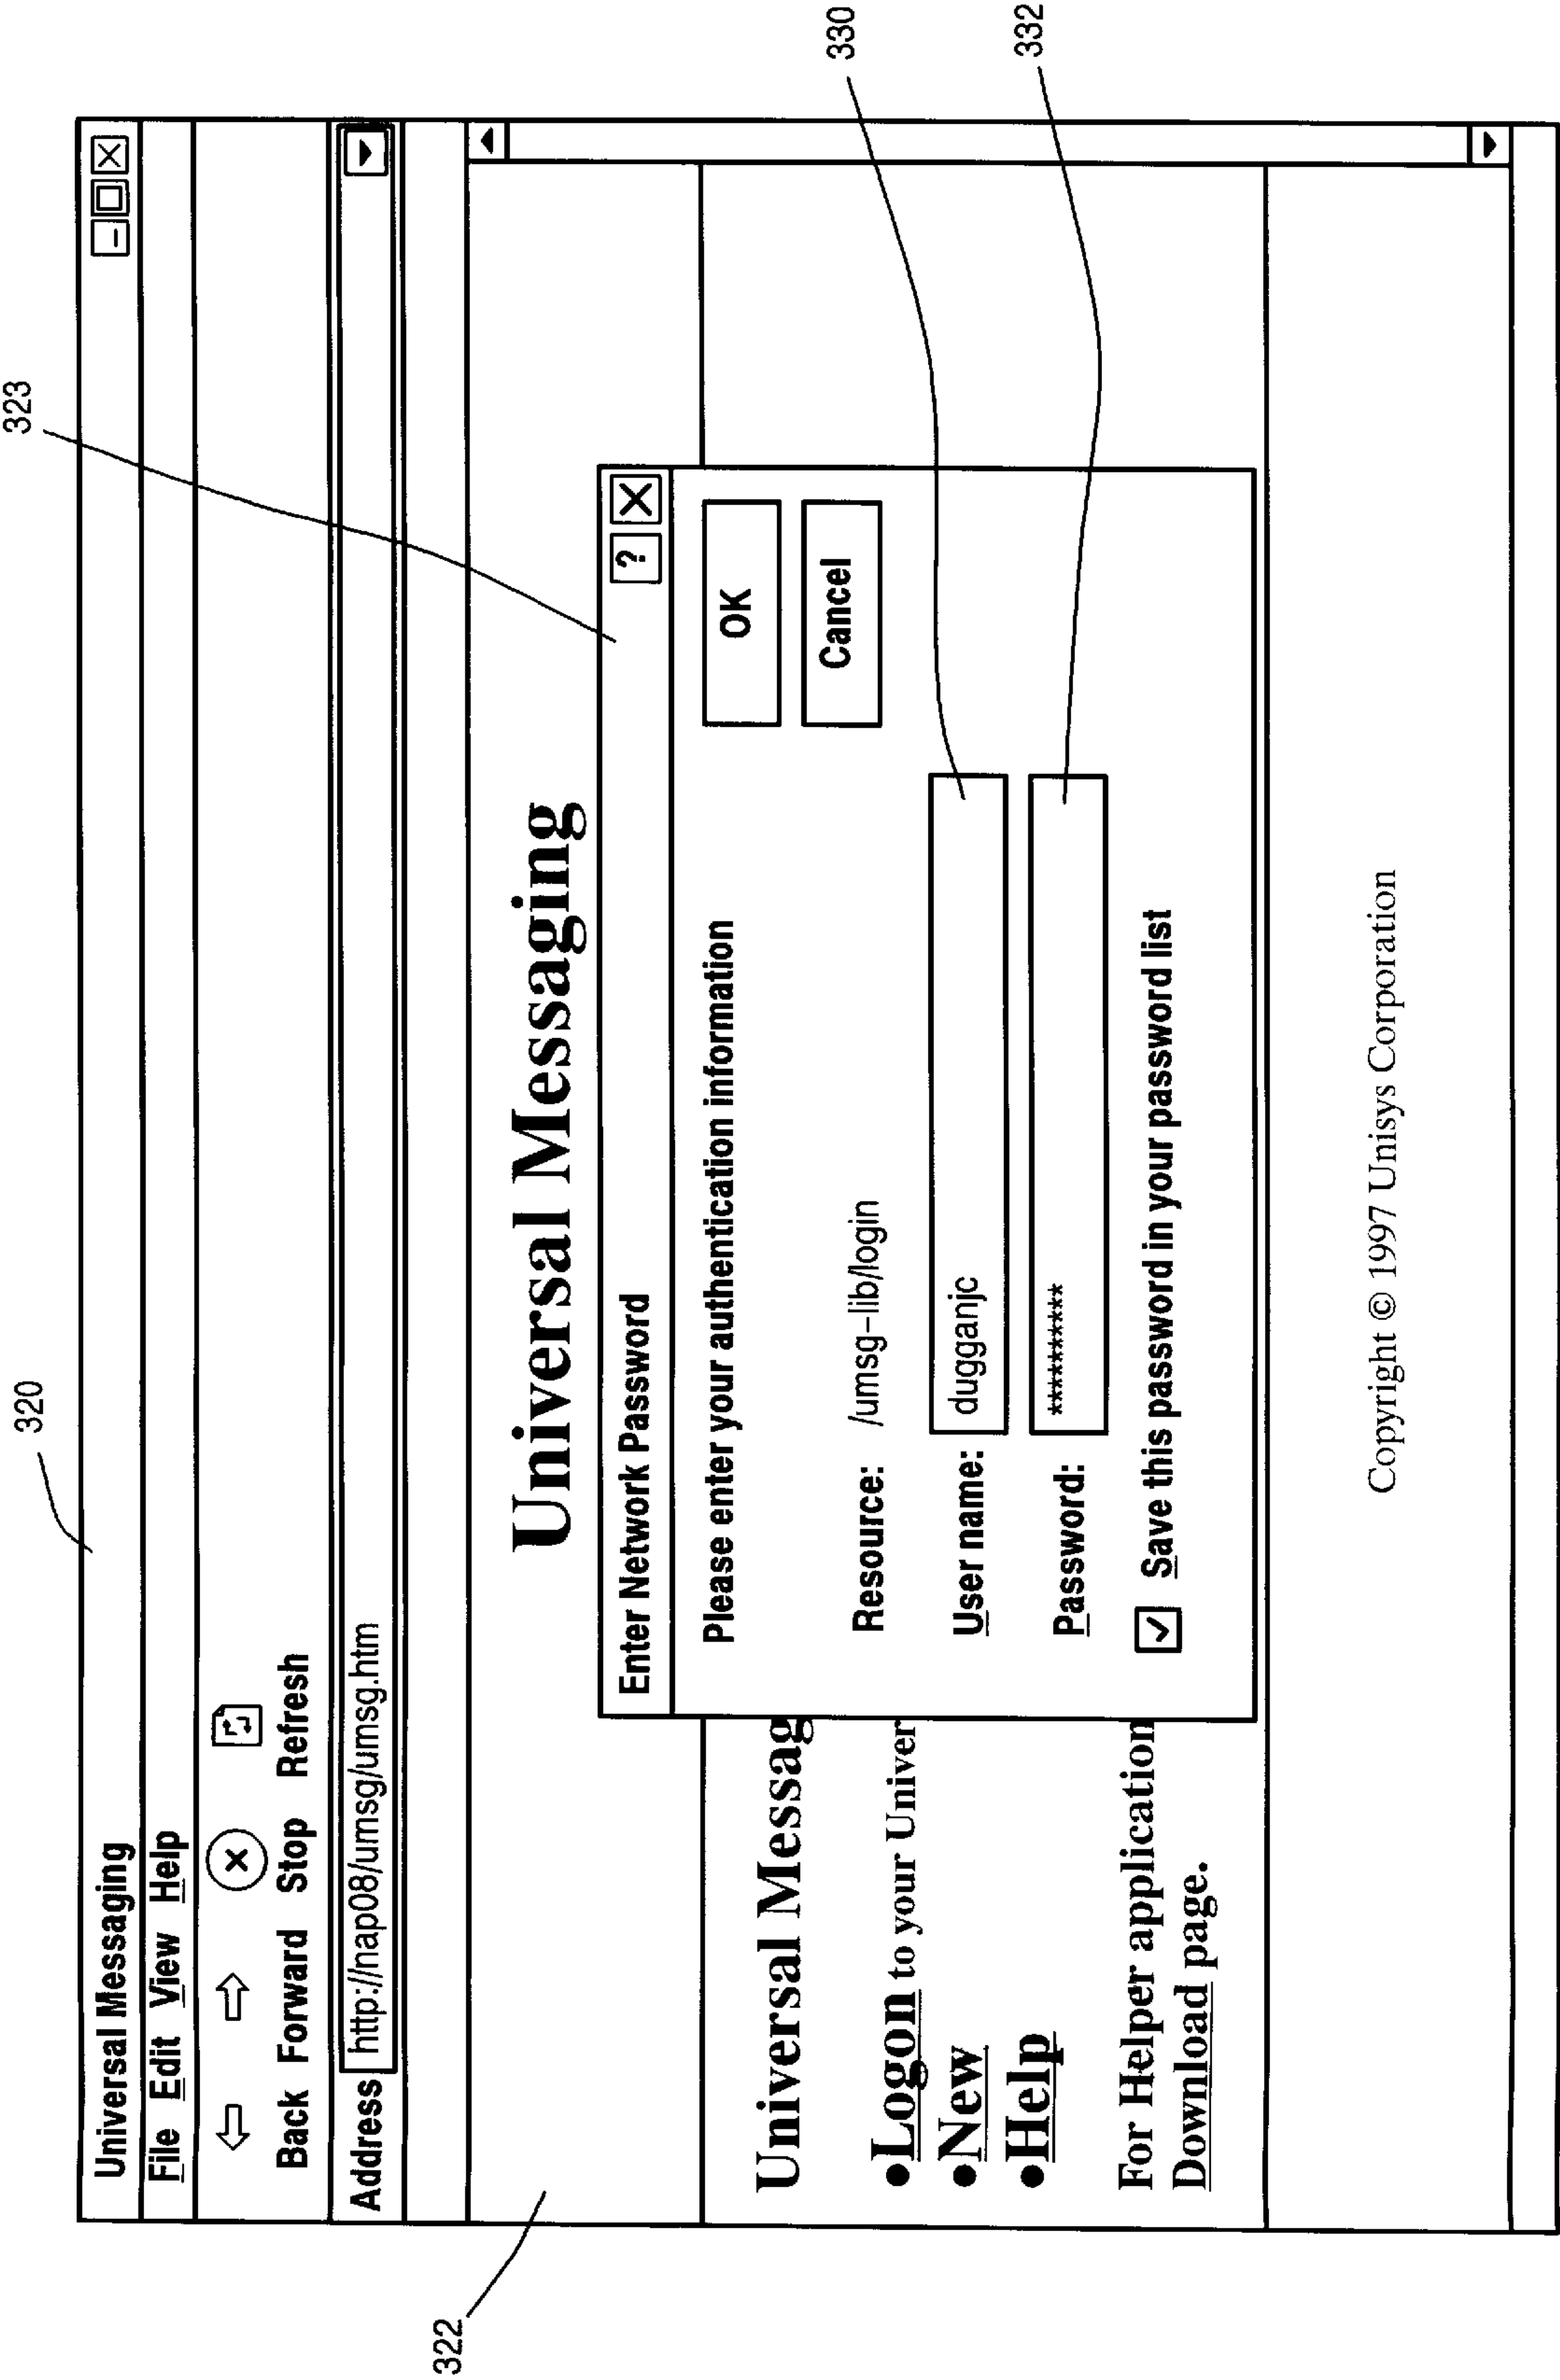 320
323
Universal Messaging
File Edit View Help
Back Forward Stop Refresh
Address http://nap08/umsg/umsg.htm
322
Universal Messaging
Enter Network Password
?
Please enter your authentication information
OK
Cancel
Resource: /umsg-lib/login
User name: dugganjc
330
Password: **********
332
Save this password in your password list
Universal Messag
•Logon to your Univer
•New
•Help
For Helper application
Download page.
Copyright © 1997 Unisys Corporation